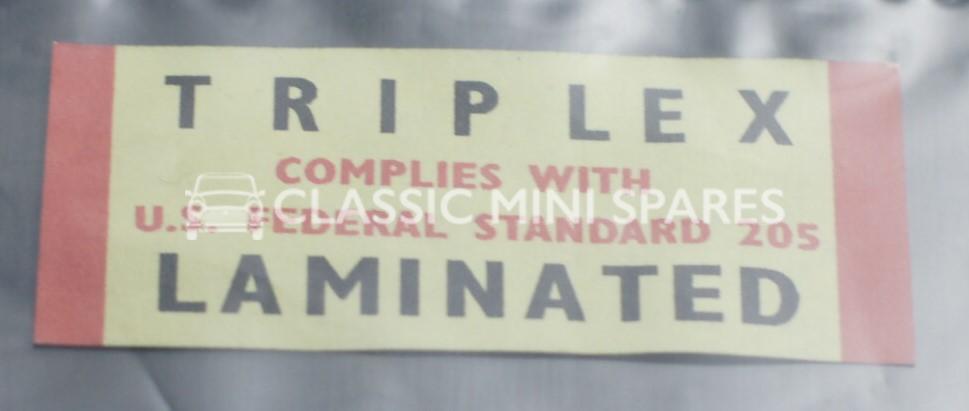 TRIPLEX
COMPLIES WITH
CLASSIC MINI SPARES
U.S. FEDERAL STANDARD 205
LAMINATED